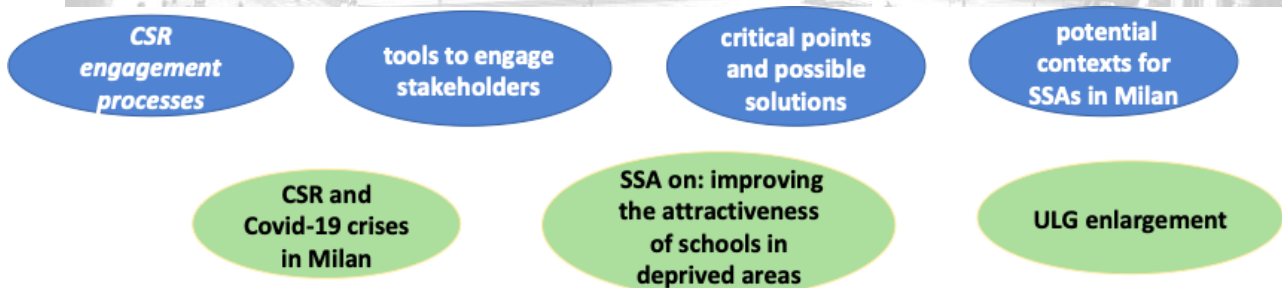 CSR
engagement
processes
tools to engage
stakeholders
critical points
and possible
solutions
potential
contexts for
SSAs in Milan
CSR and
Covid-19 crises
in Milan
SSA on: improving
the attractiveness
of schools in
deprived areas
ULG enlargement